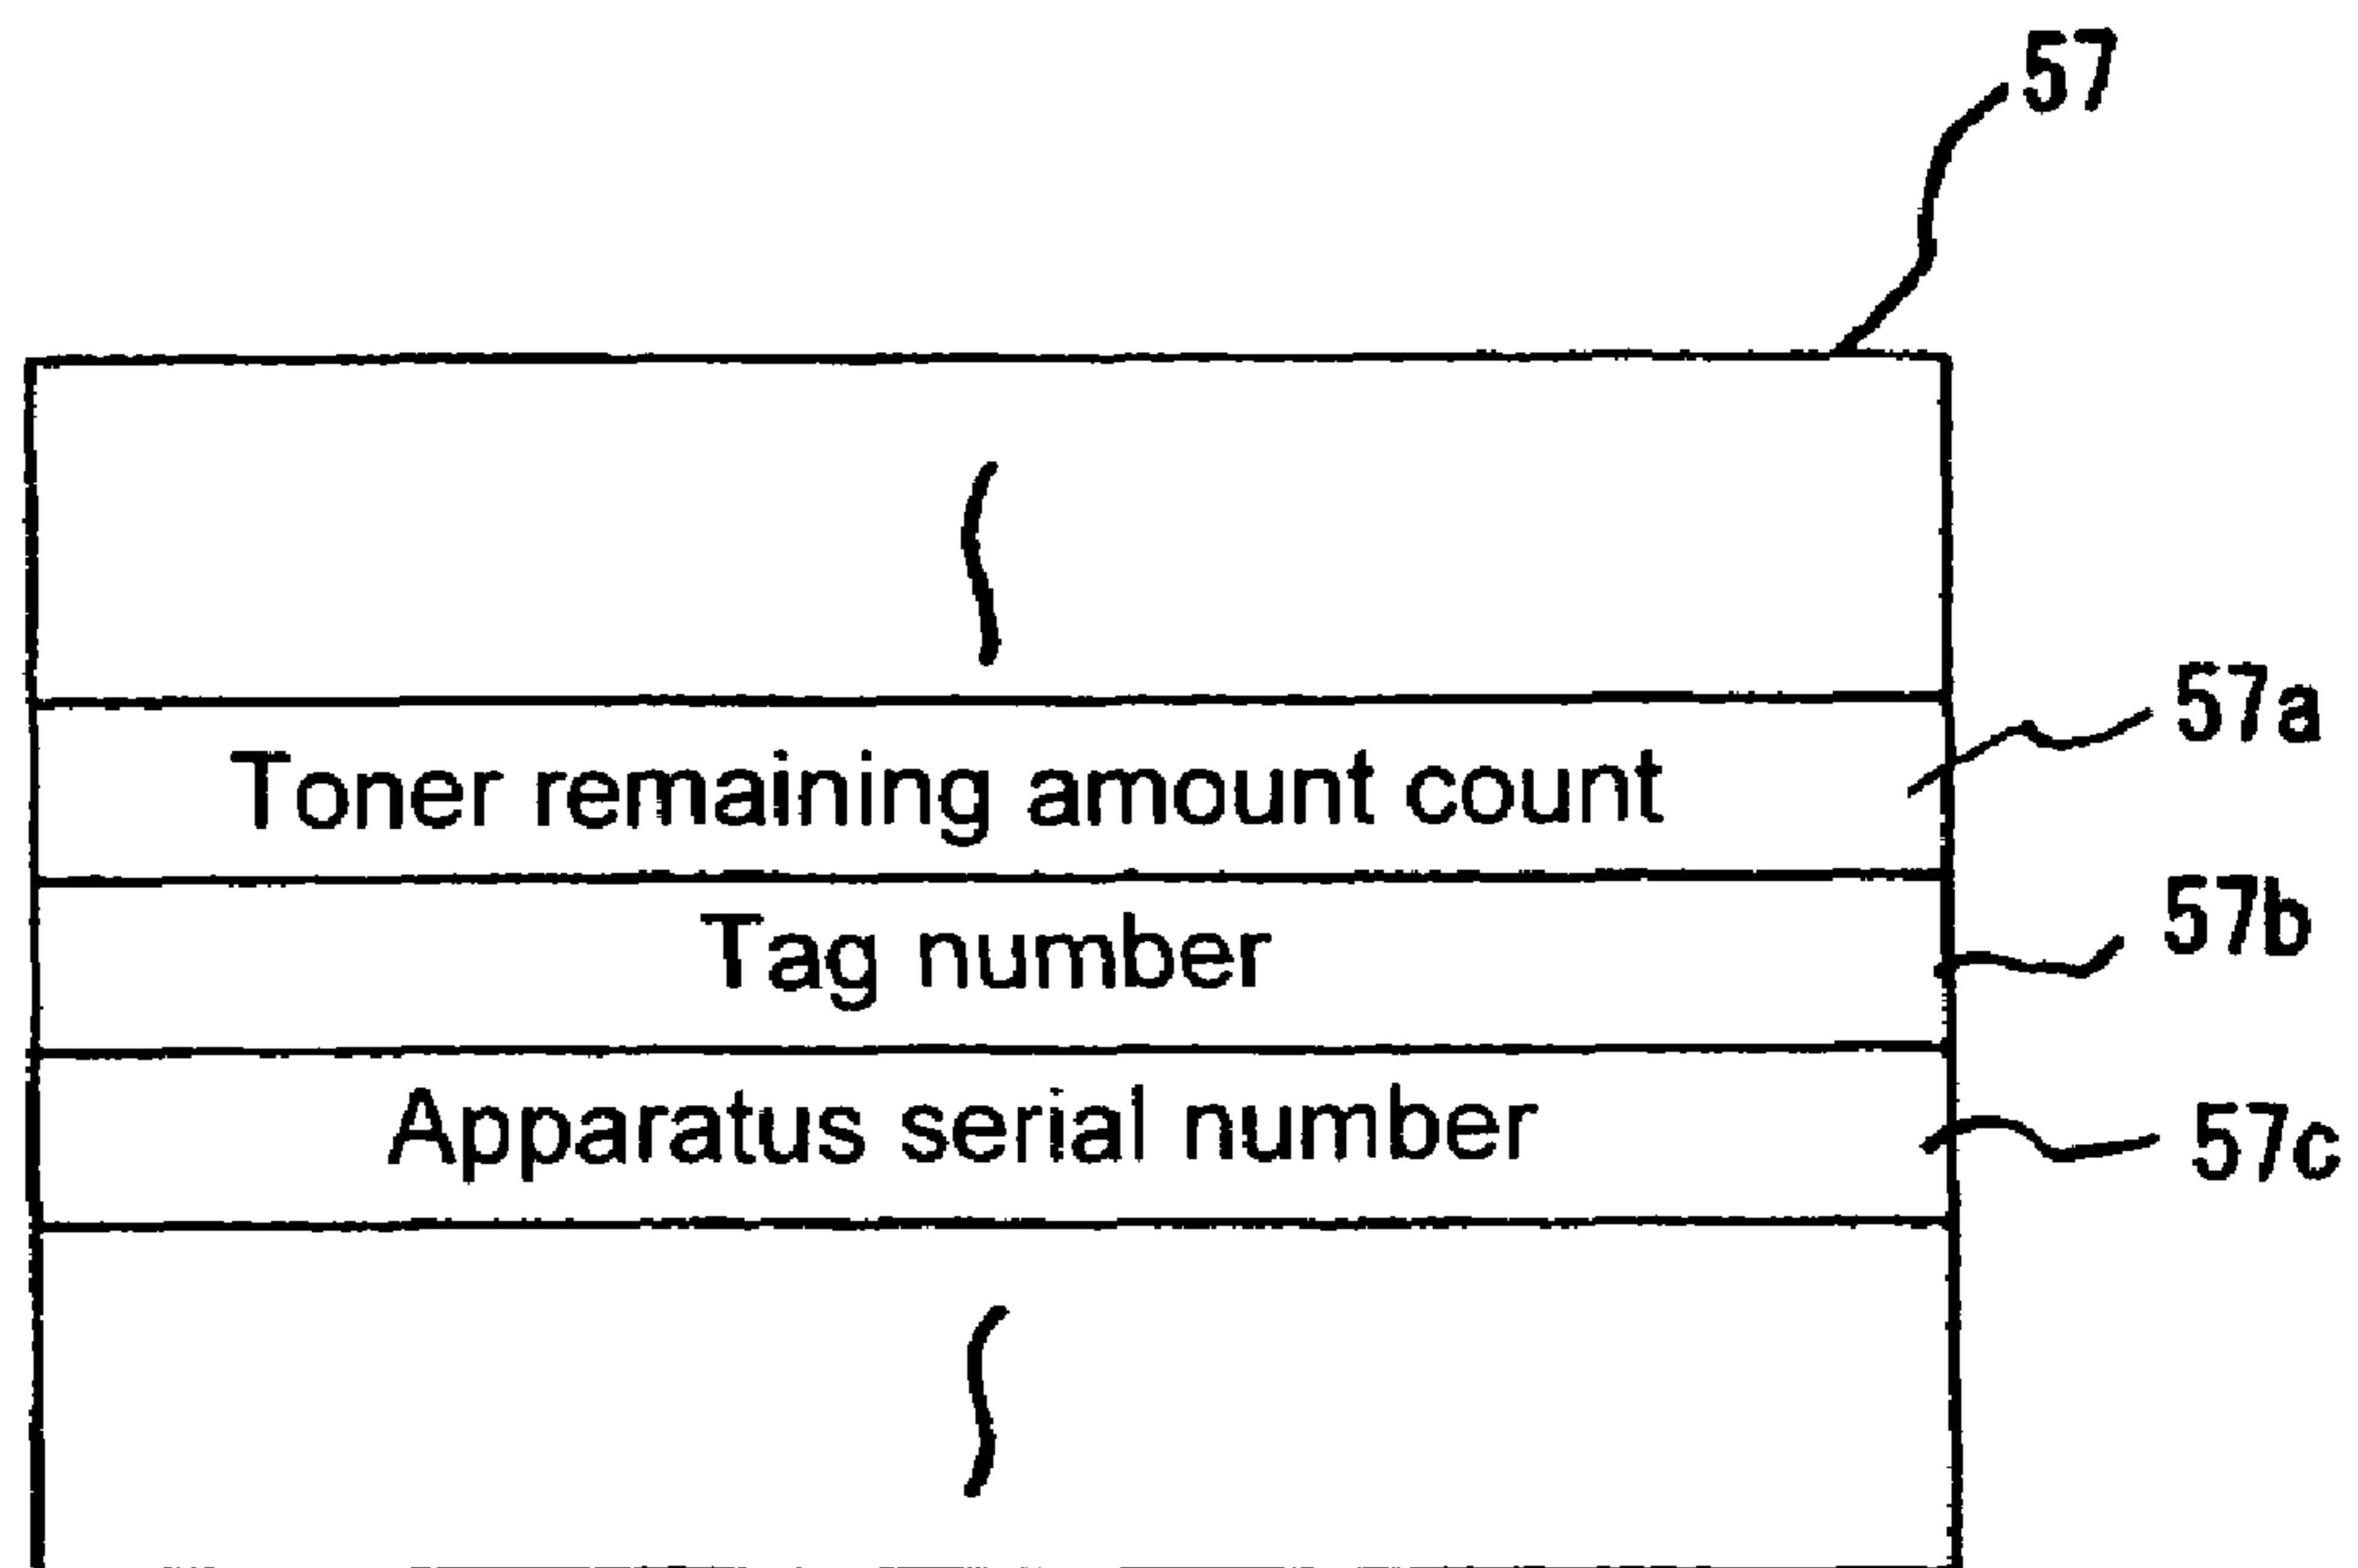 57
Toner remaining amount count
57a
Tag number
57b
Apparatus serial number
57c